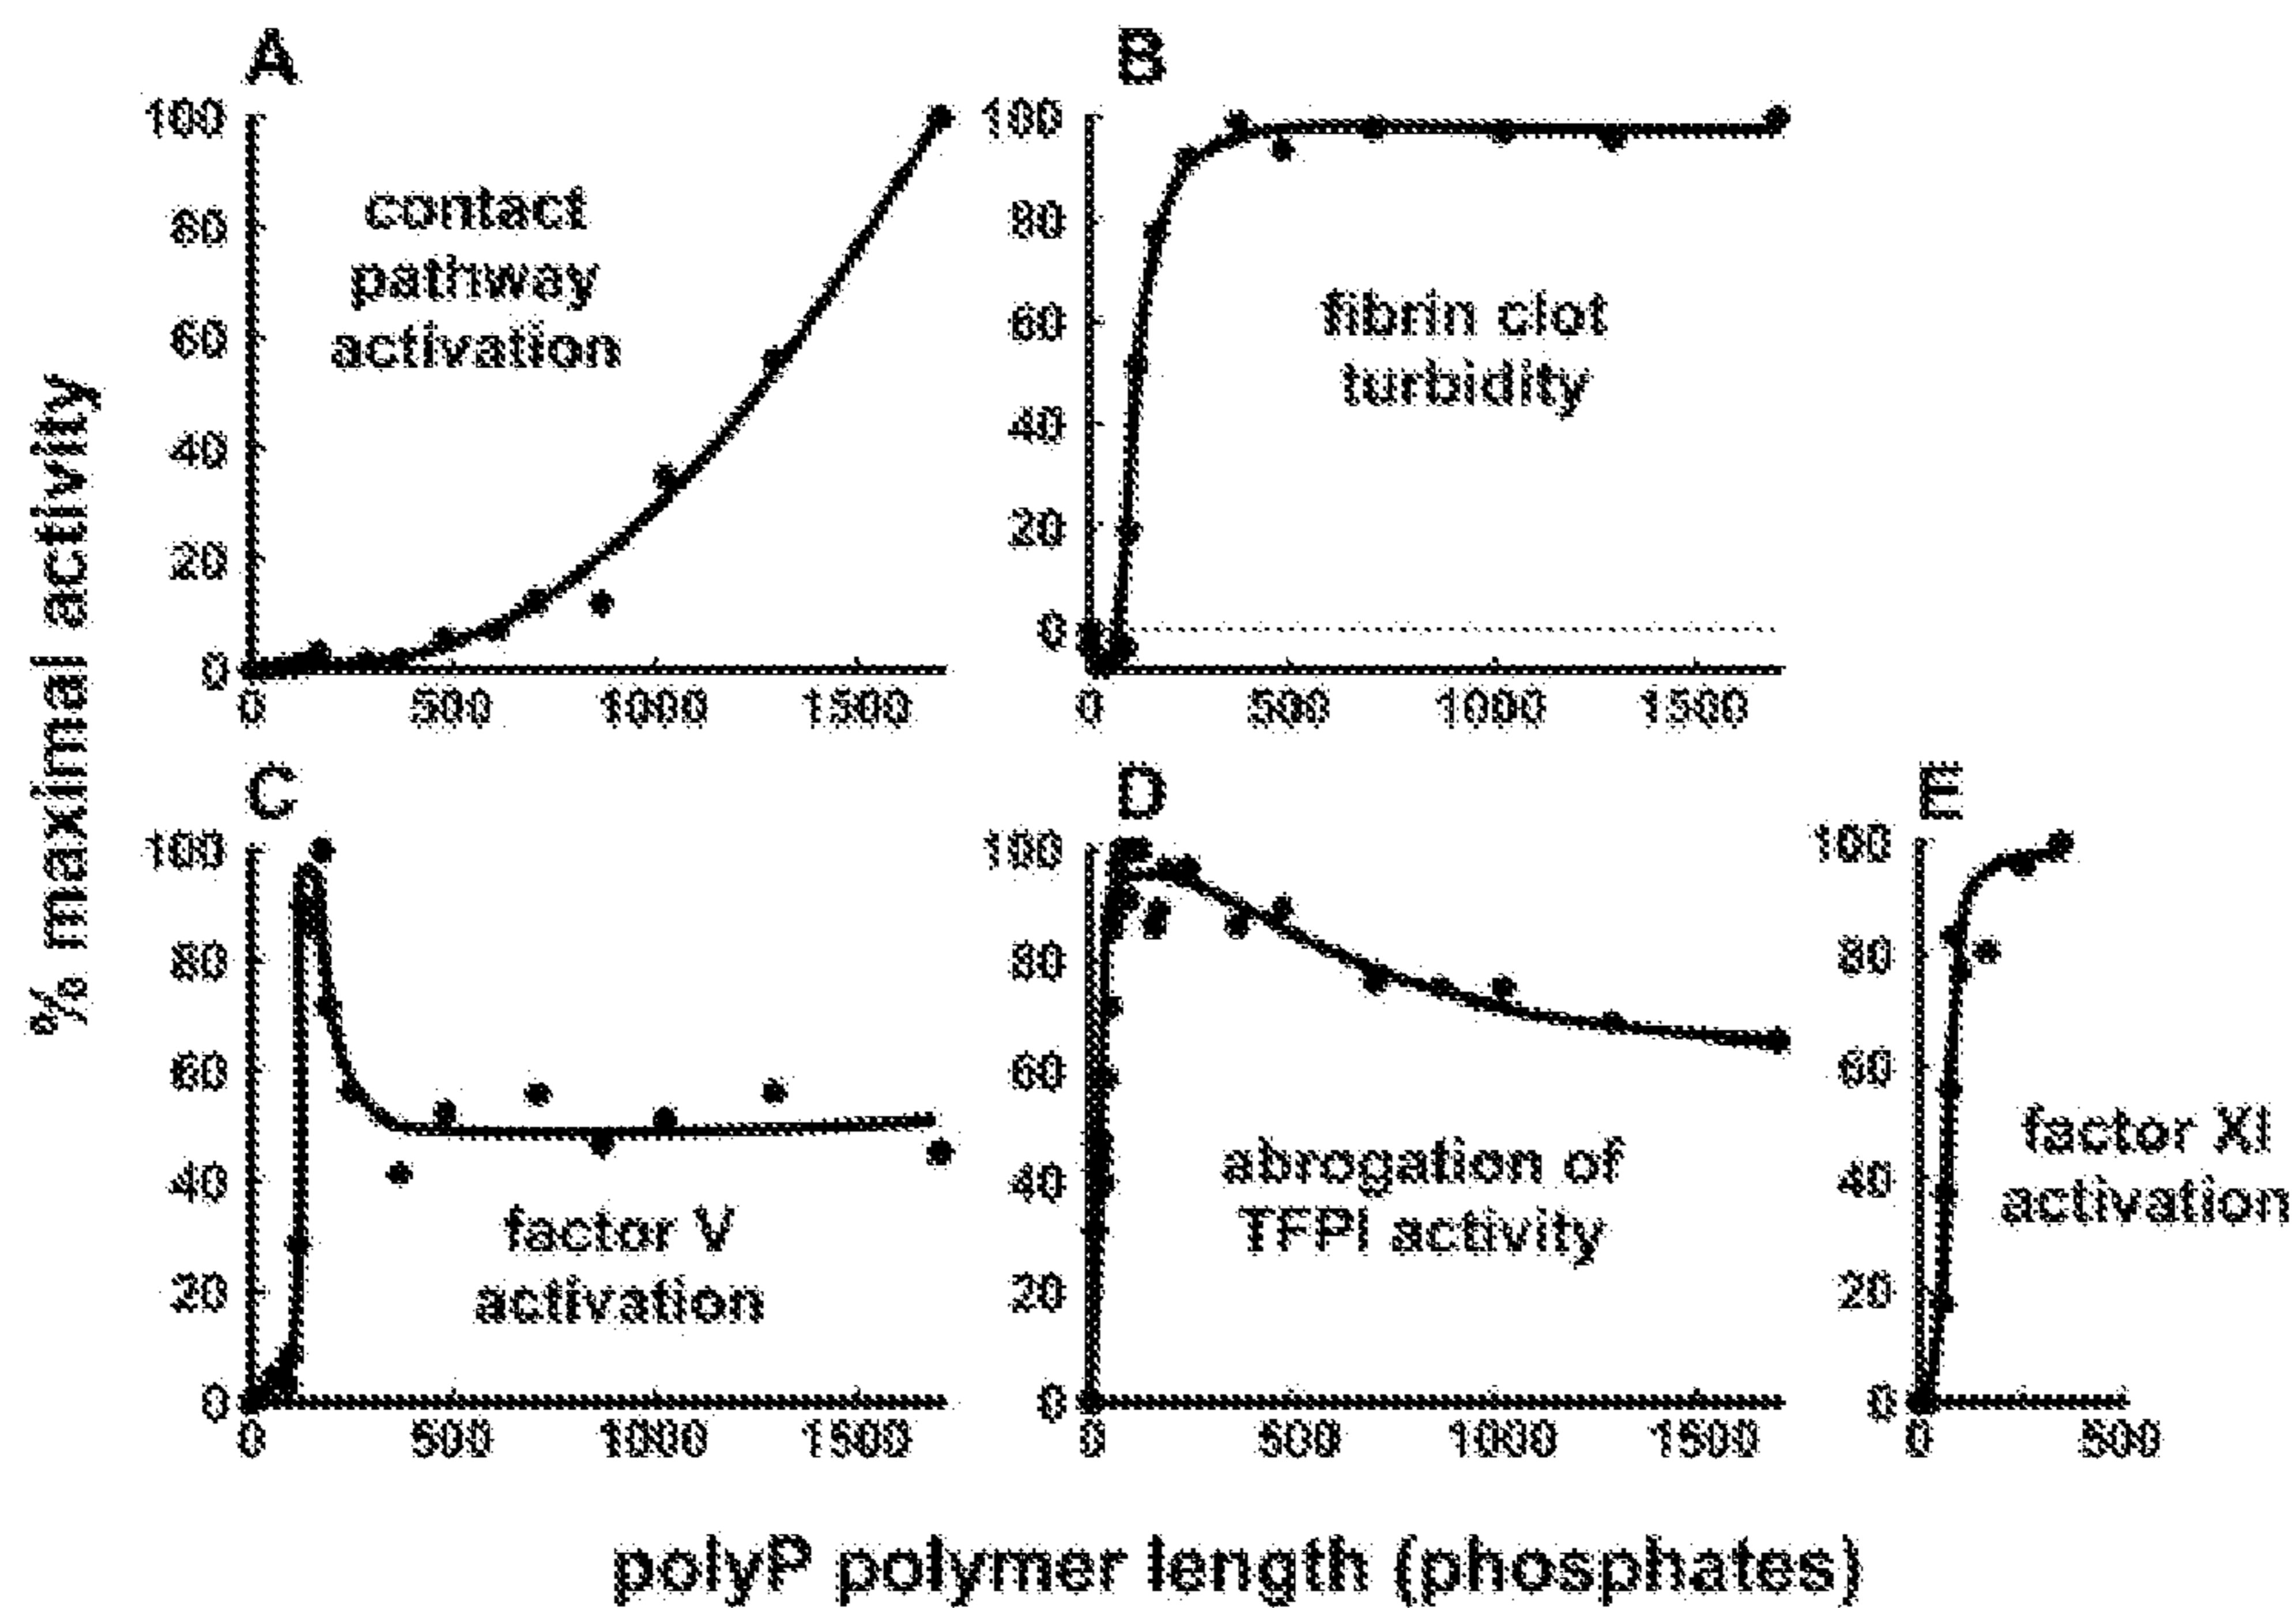 A
100
80
60
40
20
0
contact
pathway
activation
0 500 1000 1500
B
100
80
60
40
20
0
fibrin clot
turbidity
0 500 1000 1500
% maximal activity
C
100
80
60
40
20
0
factor V
activation
0 500 1000 1500
D
100
80
60
40
20
0
abrogation of
TFPI activity
0 500 1000 1500
E
100
80
60
40
20
0
factor XI
activation
0 500
polyP polymer length (phosphates)